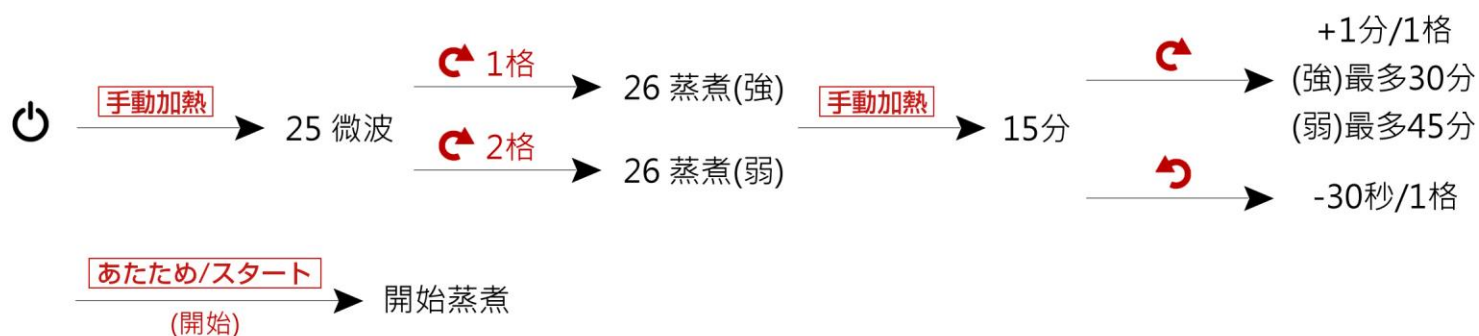 手動加熱
25 微波
1格
26 蒸煮(強)
2格
26 蒸煮(弱)
手動加熱
15分
+1分/1格
(強)最多30分
(弱)最多45分
-30秒/1格
あたため/スタート
(開始)
開始蒸煮